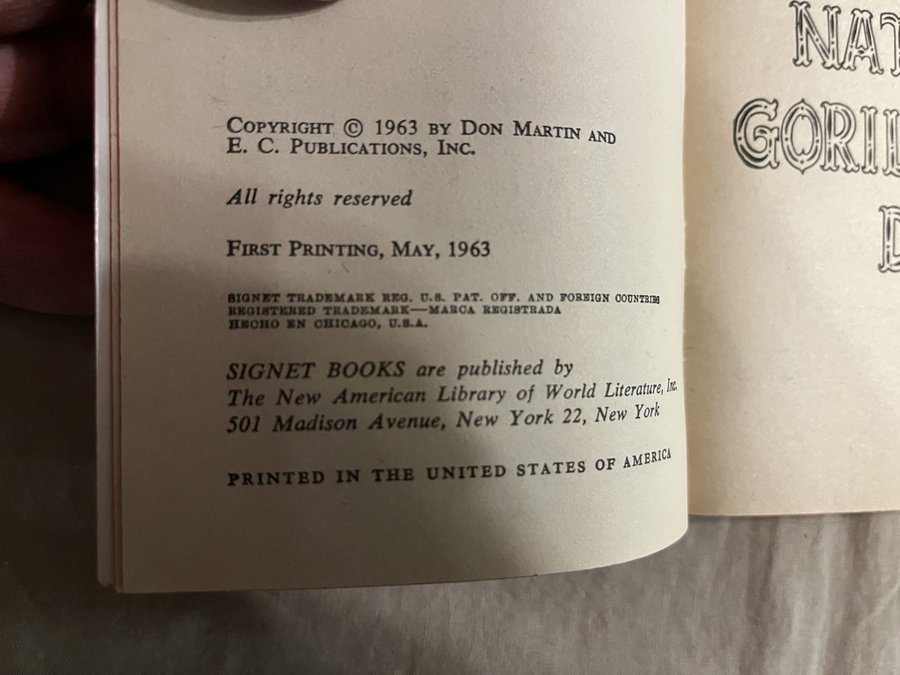 COPYRIGHT © 1963 BY DON MARTIN AND
E. C. PUBLICATIONS, INC.
All rights reserved
FIRST PRINTING, MAY, 1963
SIGNET TRADEMARK REG. U.S. PAT. OFF. AND FOREIGN COUNTRIES
REGISTERED TRADEMARK—MARCA REGISTRADA
HECHO EN CHICAGO, U.S.A.
SIGNET BOOKS are published by
The New American Library of World Literature, Inc.
501 Madison Avenue, New York 22, New York
PRINTED IN THE UNITED STATES OF AMERICA
NAT
GORIL
D